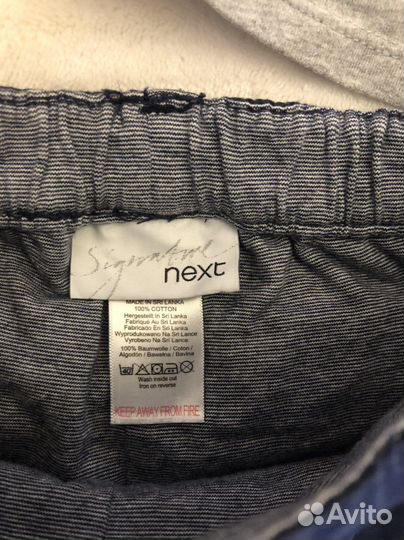 Signature
next
MADE IN SRI LANKA
100% COTTON
Hergestellt in Sri Lanka
Fabriqué Au Sri Lanka
Fabricado En Sri Lanka
Wyprodukowano Na Sri Lance
Vyrobeno Na Sri Lance
100% Baumwolle / Coton /
Algodón / Bawełna / Bavlna
40
Wash inside out
Iron on reverse
KEEP AWAY FROM FIRE
Avito